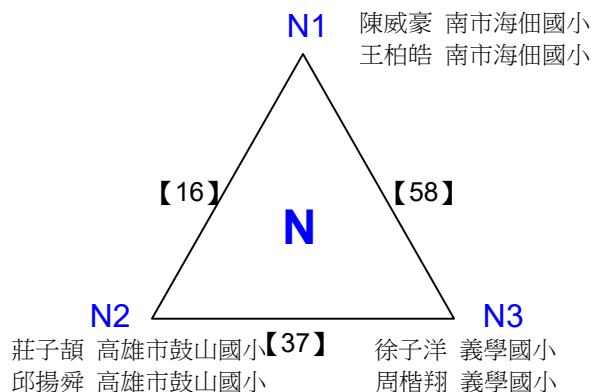 N1
陳威豪 南市海佃國小
王柏皓 南市海佃國小
【16】
【58】
N
N2
莊子頡 高雄市鼓山國小
邱揚舜 高雄市鼓山國小
【37】
N3
徐子洋 義學國小
周楷翔 義學國小